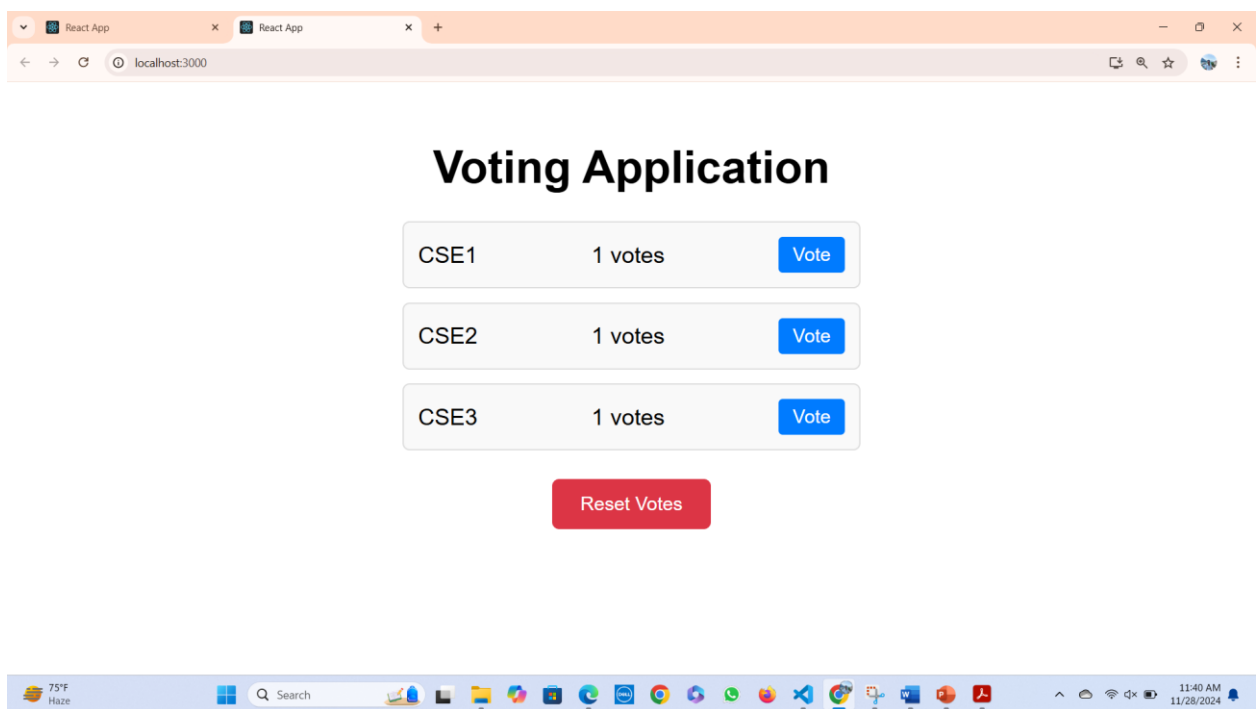 React App
React App
localhost:3000
Voting Application
CSE1 1 votes Vote
CSE2 1 votes Vote
CSE3 1 votes Vote
Reset Votes
75°F
Haze
Search
DELL
11:40 AM
11/28/2024